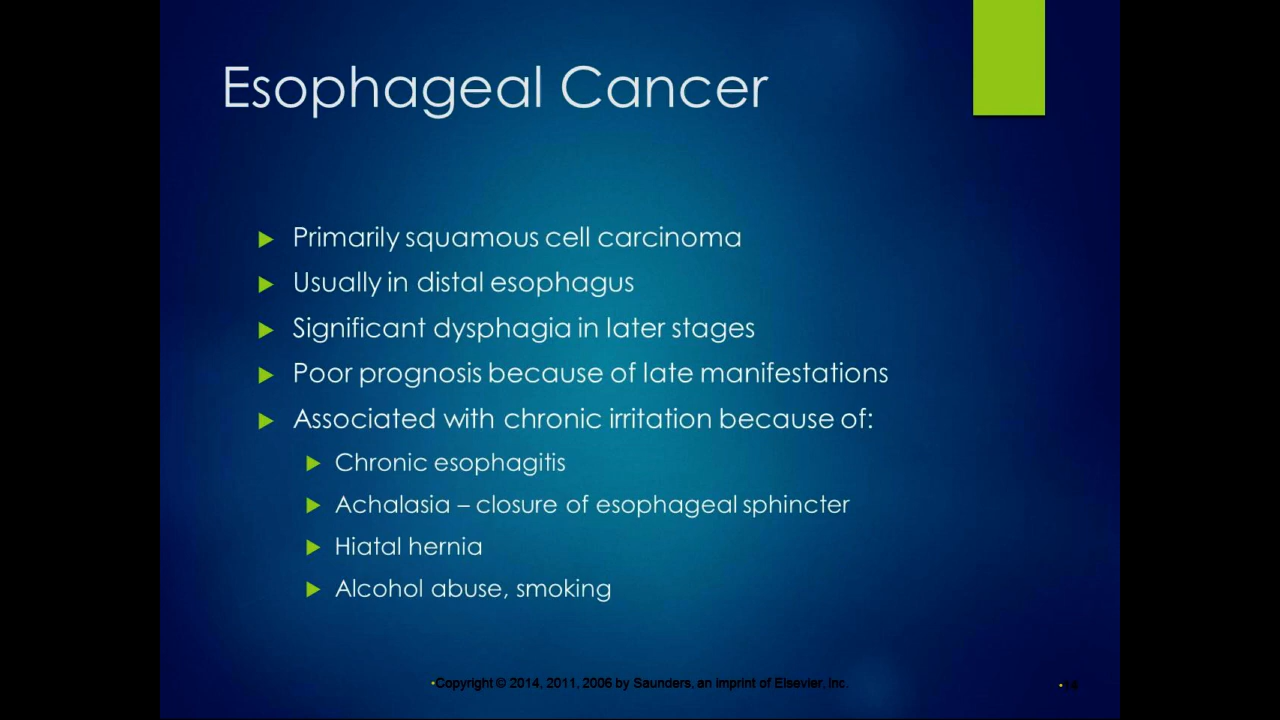 Esophageal Cancer
Primarily squamous cell carcinoma
Usually in distal esophagus
Significant dysphagia in later stages
Poor prognosis because of late manifestations
Associated with chronic irritation because of:
Chronic esophagitis
Achalasia – closure of esophageal sphincter
Hiatal hernia
Alcohol abuse, smoking
•Copyright © 2014, 2011, 2006 by Saunders, an imprint of Elsevier, Inc.